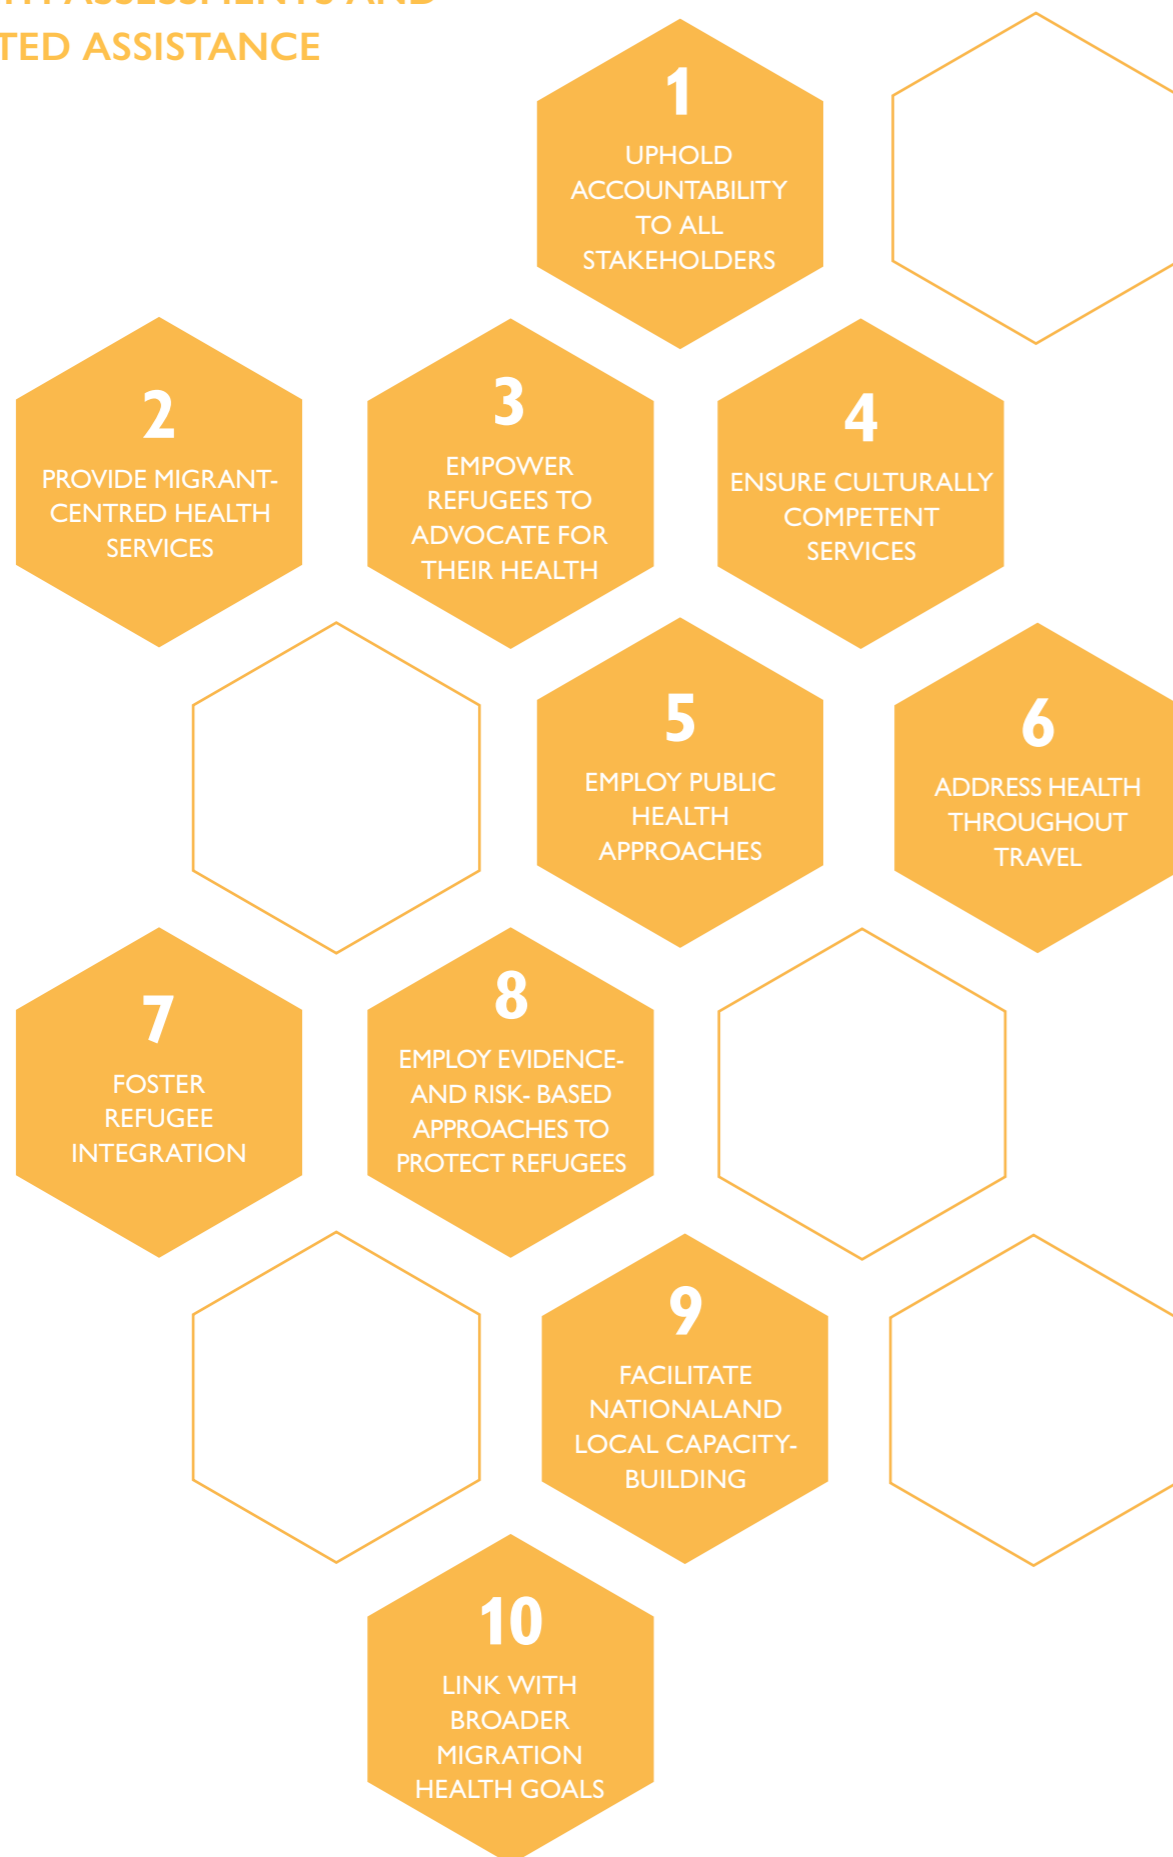 ASSESSMENTS AND
ASSISTANCE
1
UPHOLD
ACCOUNTABILITY
TO ALL
STAKEHOLDERS
2
PROVIDE MIGRANT-
CENTRED HEALTH
SERVICES
3
EMPOWER
REFUGEES TO
ADVOCATE FOR
THEIR HEALTH
4
ENSURE CULTURALLY
COMPETENT
SERVICES
5
EMPLOY PUBLIC
HEALTH
APPROACHES
6
ADDRESS HEALTH
THROUGHOUT
TRAVEL
7
FOSTER
REFUGEE
INTEGRATION
8
EMPLOY EVIDENCE-
AND RISK- BASED
APPROACHES TO
PROTECT REFUGEES
9
FACILITATE
NATIONALAND
LOCAL CAPACITY-
BUILDING
10
LINK WITH
BROADER
MIGRATION
HEALTH GOALS